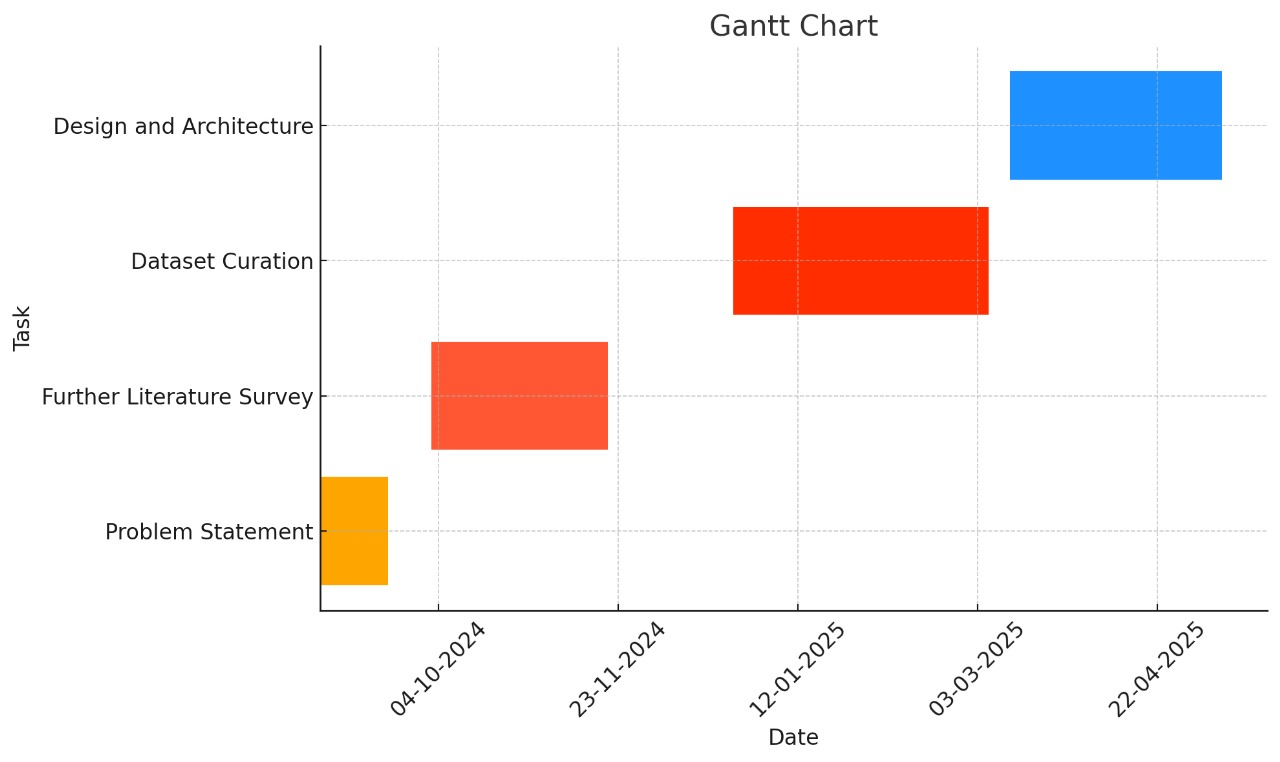 Gantt Chart
Design and Architecture
Dataset Curation
Further Literature Survey
Problem Statement
Task
04-10-2024
23-11-2024
12-01-2025
03-03-2025
22-04-2025
Date